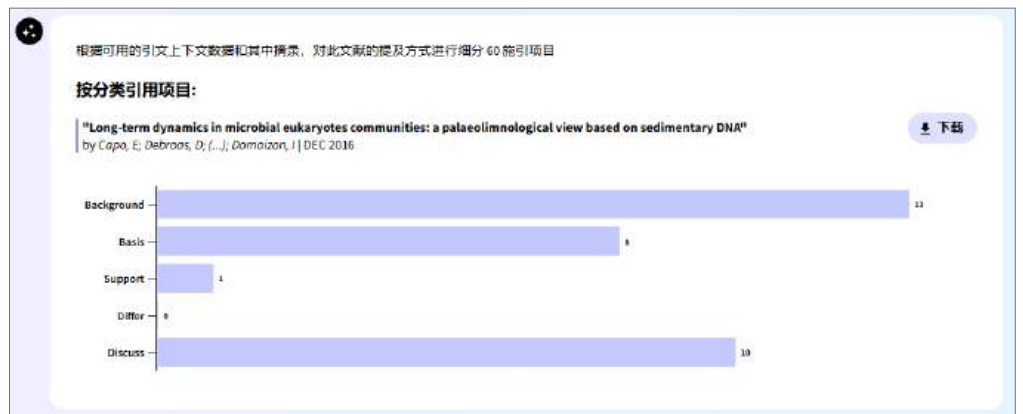 根据可用的引文上下文数据和其中摘录，对此文献的提及方式进行细分 60 施引项目
按分类引用项目:
"Long-term dynamics in microbial eukaryotes communities: a palaeolimnological view based on sedimentary DNA"
by Capo, E; Debroas, D; (...); Domaizon, I | DEC 2016
下载
Background 13
Basis 8
Support 1
Differ 0
Discuss 10